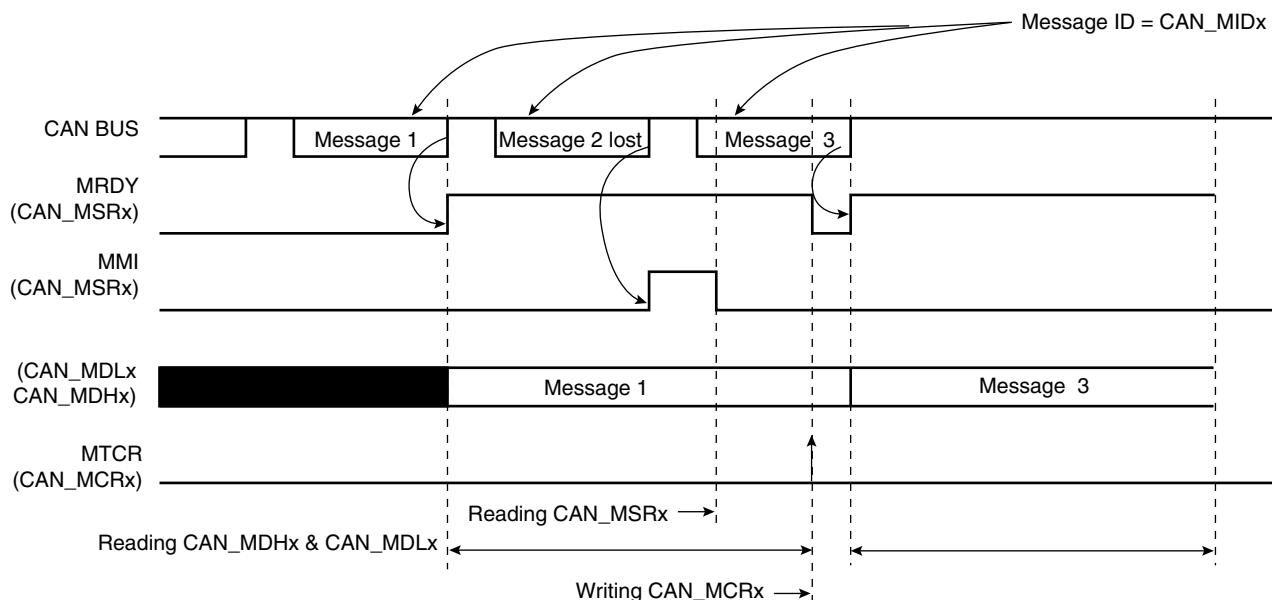 Message ID = CAN_MIDx
CAN BUS
Message 1
Message 2 lost
Message 3
MRDY
(CAN_MSRx)
MMI
(CAN_MSRx)
(CAN_MDLx
CAN_MDHx)
Message 1
Message 3
MTCR
(CAN_MCRx)
Reading CAN_MSRx
Reading CAN_MDHx & CAN_MDLx
Writing CAN_MCRx